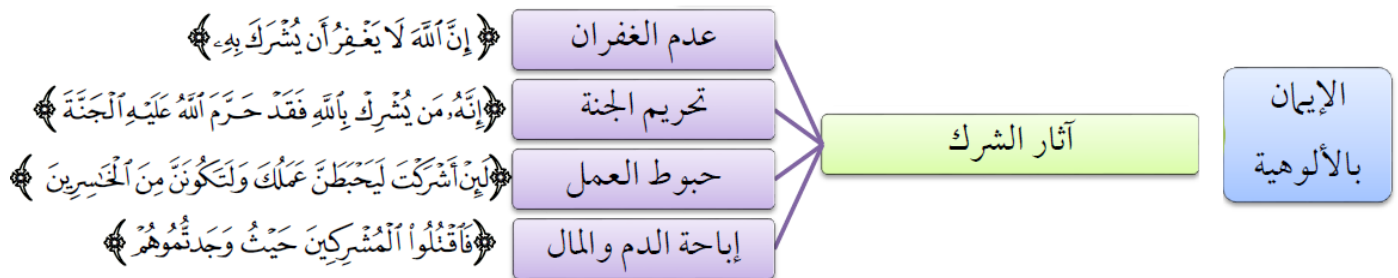 الإيمان
بالألوهية
آثار الشرك
عدم الغفران
﴿إِنَّ ٱللَّهَ لَا يَغْفِرُ أَن يُشْرَكَ بِهِۦ﴾
تحريم الجنة
﴿إِنَّهُۥ مَن يُشْرِكْ بِٱللَّهِ فَقَدْ حَرَّمَ ٱللَّهُ عَلَيْهِ ٱلْجَنَّةَ﴾
حبوط العمل
﴿لَئِنْ أَشْرَكْتَ لَيَحْبَطَنَّ عَمَلُكَ وَلَتَكُونَنَّ مِنَ ٱلْخَٰسِرِينَ﴾
إباحة الدم والمال
﴿فَٱقْتُلُوا۟ ٱلْمُشْرِكِينَ حَيْثُ وَجَدتُّمُوهُمْ﴾